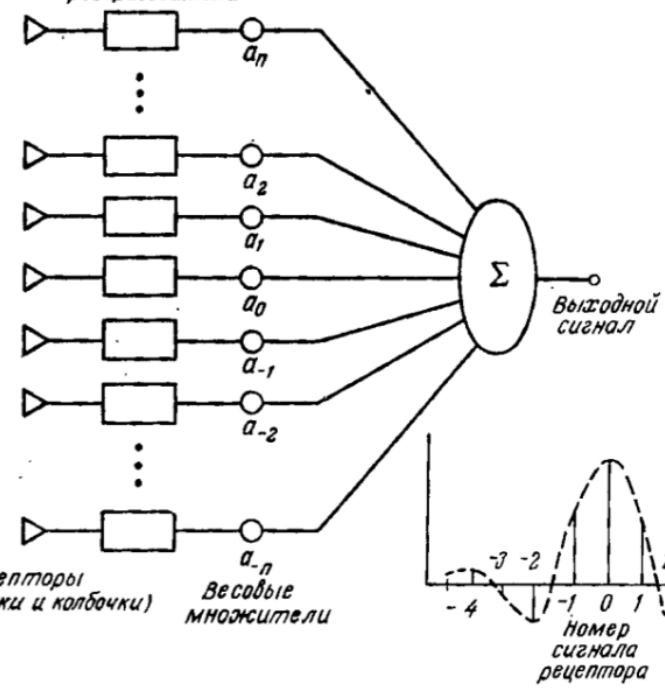 aₙ
a₂
a₁
a₀
a₋₁
a₋₂
a₋ₙ
Σ
Выходной
сигнал
Весовые
множители
-4 -3 -2 -1 0 1
Номер
сигнала
рецептора